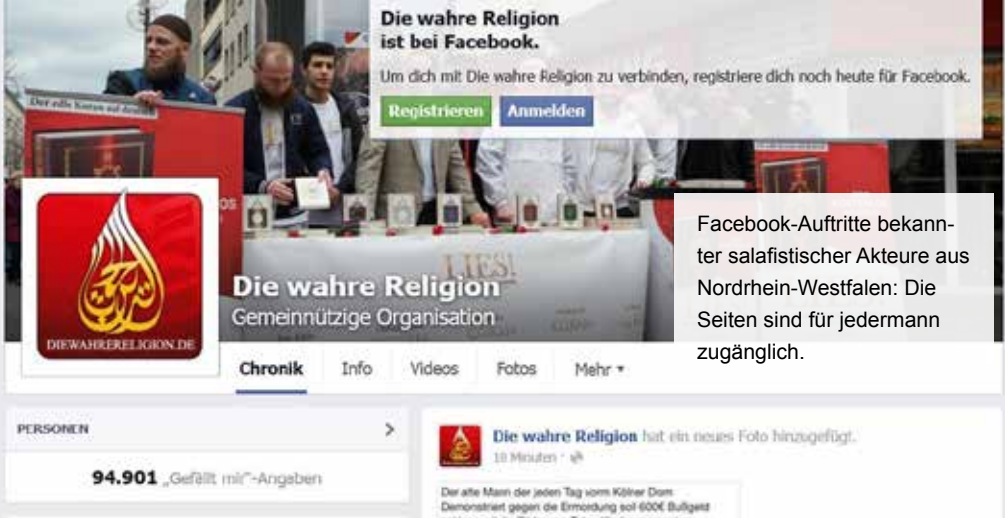 Die wahre Religion
ist bei Facebook.
Um dich mit Die wahre Religion zu verbinden, registriere dich noch heute für Facebook.
Registrieren Anmelden
Der edle Koran auf
LIES!
DIEWAHRERELIGION.DE
Die wahre Religion
Gemeinnützige Organisation
Facebook-Auftritte bekann-
ter salafistischer Akteure aus
Nordrhein-Westfalen: Die
Seiten sind für jedermann
zugänglich.
Chronik Info Videos Fotos Mehr
PERSONEN
94.901 „Gefällt mir"-Angaben
Die wahre Religion hat ein neues Foto hinzugefügt.
18 Minuten
Der alte Mann der jeden Tag vorm Kölner Dom
Demonstriert gegen die Ermordung soll 600€ Bußgeld